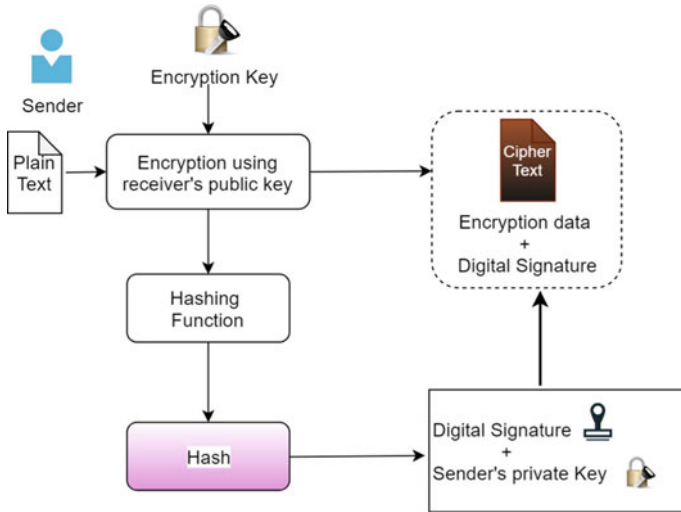 Sender
Encryption Key
Plain
Text
Encryption using
receiver's public key
Cipher
Text
Encryption data
+
Digital Signature
Hashing
Function
Hash
Digital Signature
+
Sender's private Key